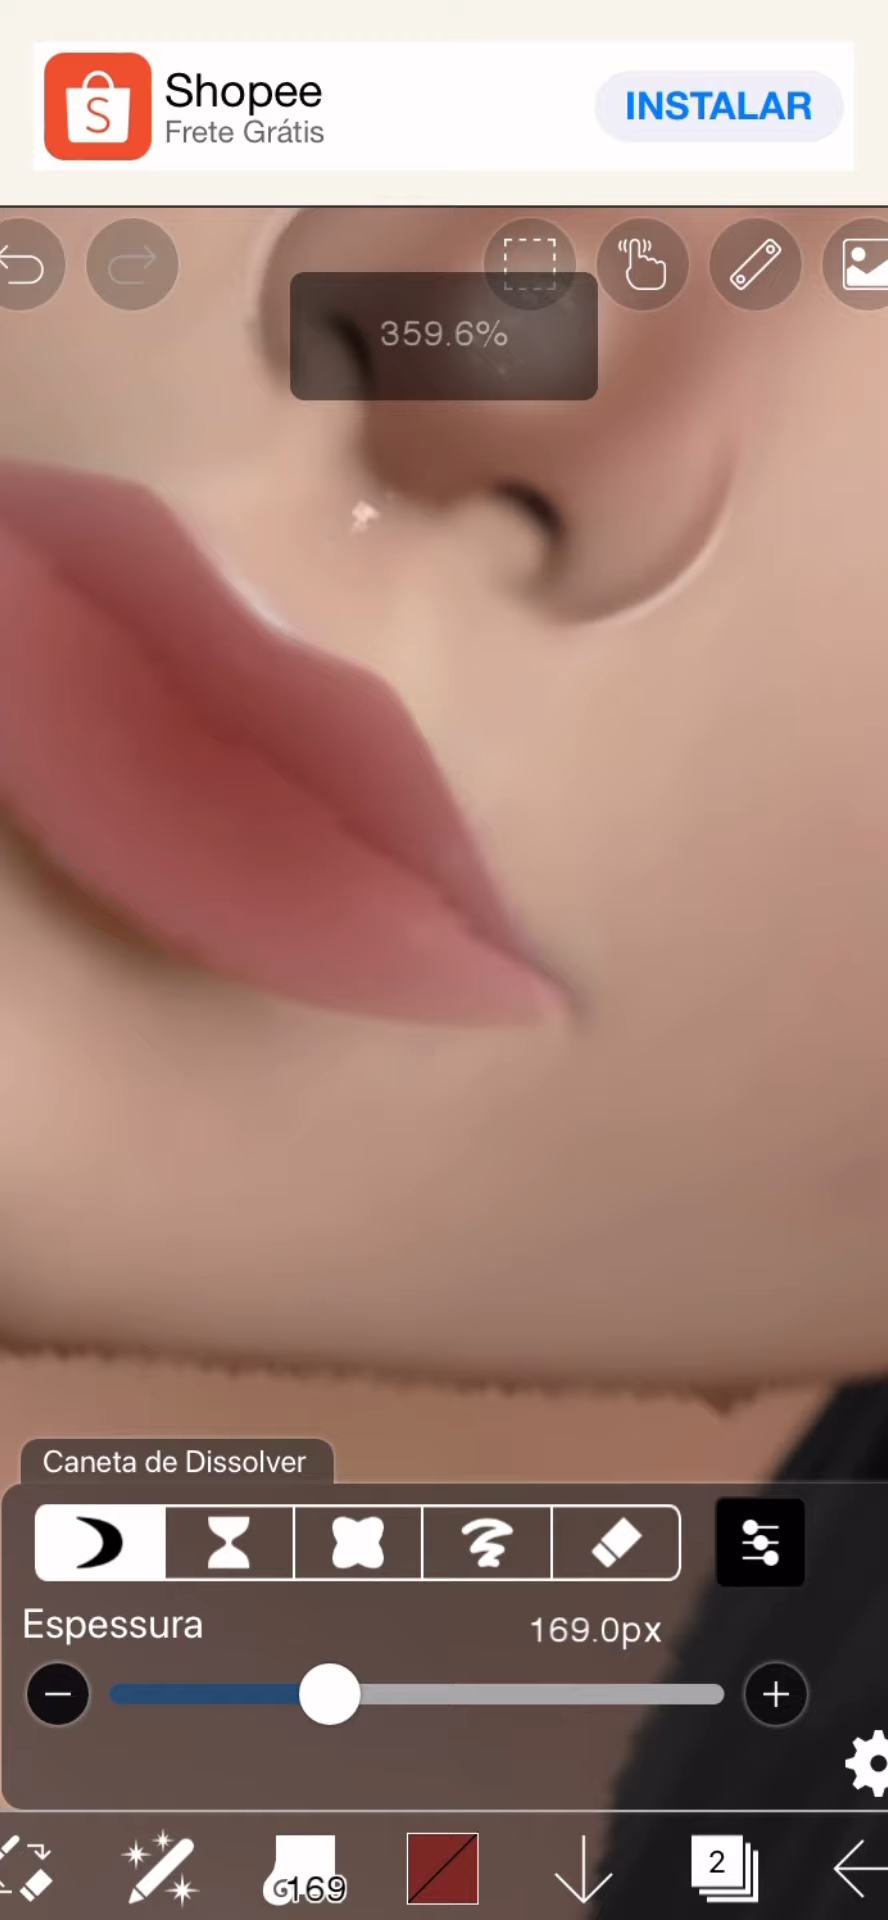 Shopee
Frete Grátis
INSTALAR
359.6%
Caneta de Dissolver
Espessura
169.0px
169
2